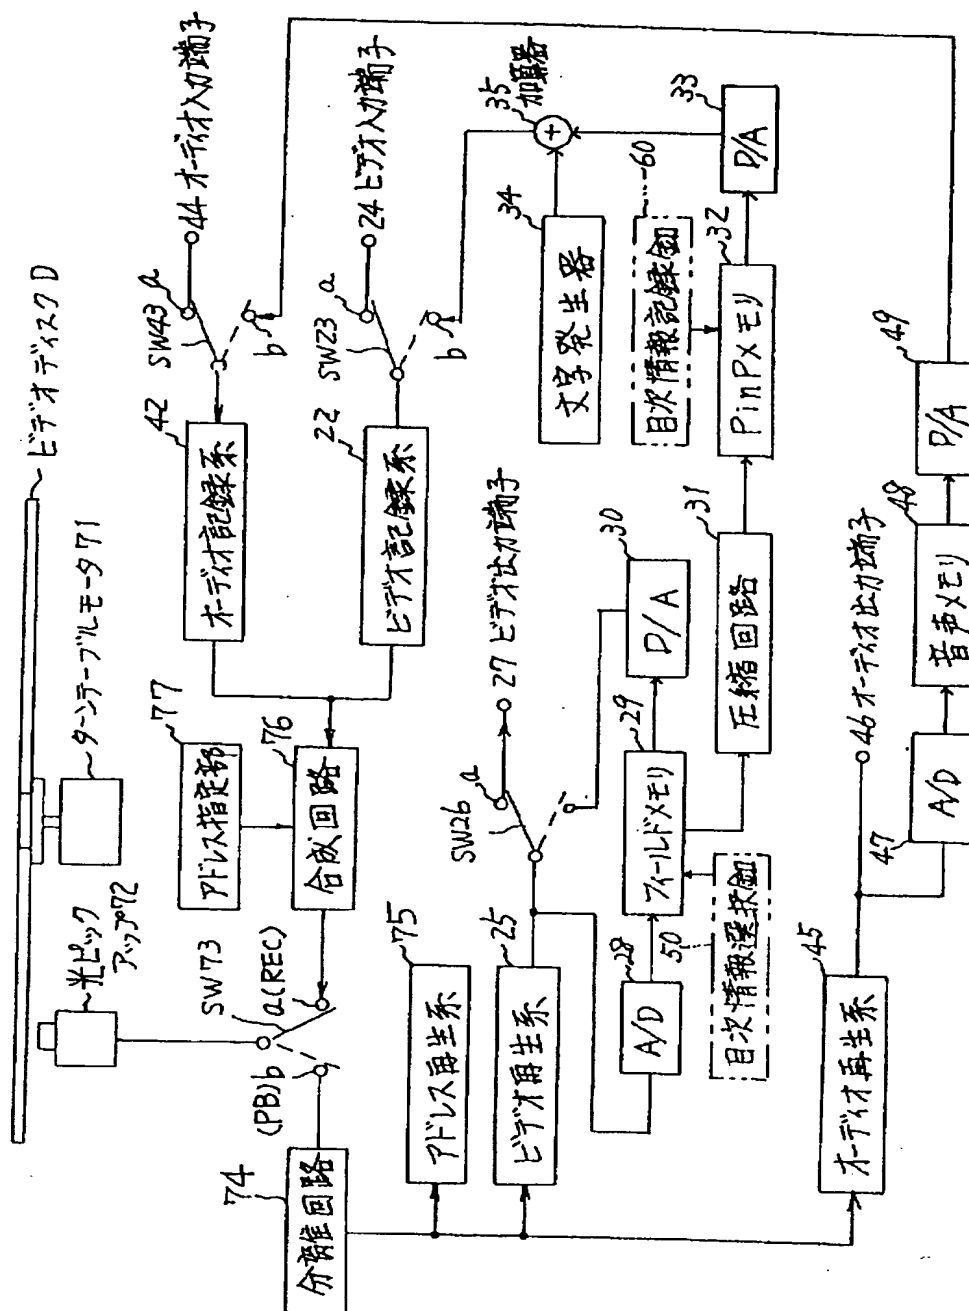 ビデオディスクD
ターンテーブルモータ71
光ピック
アップ72
SW73
a(REC)
(PB)b
74
分離回路
77
アドレス指定部
76
合成回路
42
オーディオ記録系
SW43
a
44 オーディオ入力端子
b
22
ビデオ記録系
SW23
a
24 ビデオ入力端子
b
75
アドレス再生系
25
ビデオ再生系
SW26
a
27 ビデオ出力端子
28
A/D
29
フィールドメモリ
30
D/A
50
目次情報選択釦
31
圧縮回路
32
PinPメモリ
60
目次情報記録釦
33
D/A
34
文字発生器
35
加算器
+
45
オーディオ再生系
46 オーディオ出力端子
47
A/D
48
音声メモリ
49
D/A